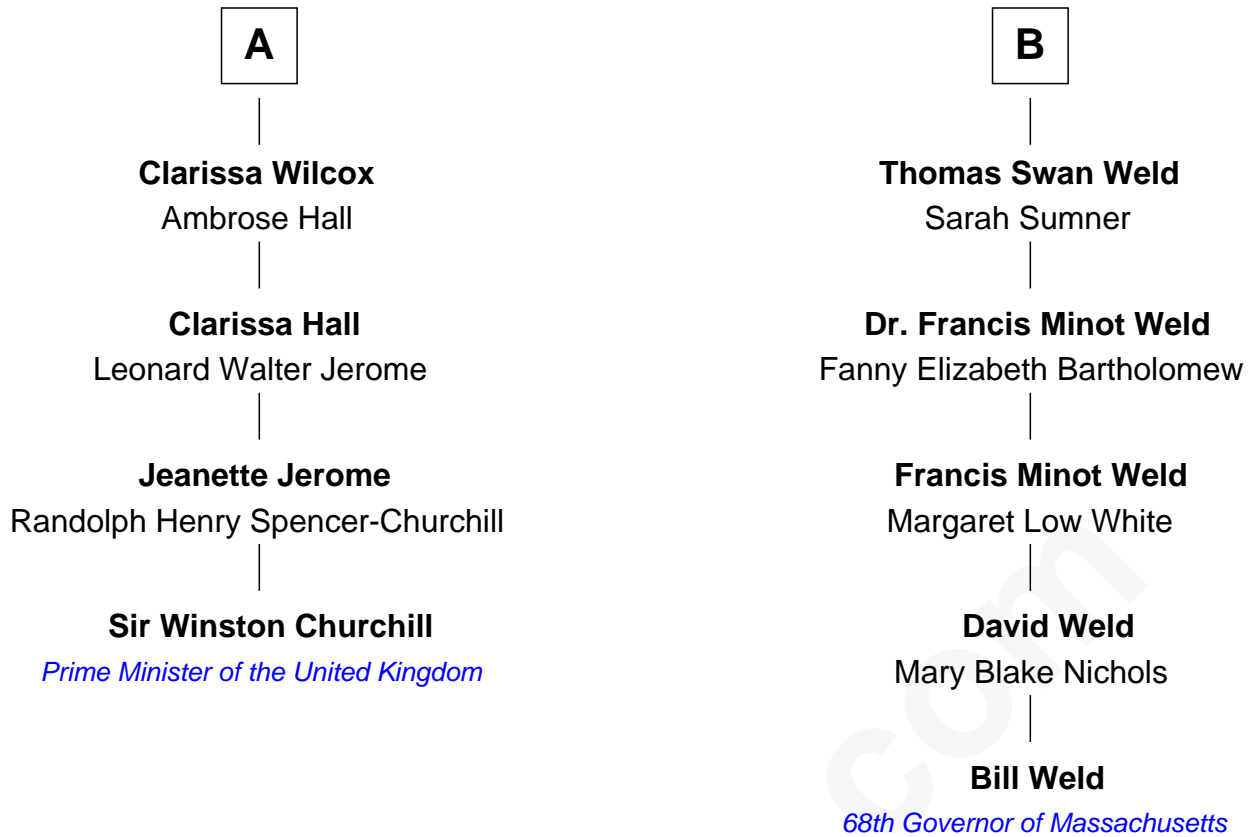 A
Clarissa Wilcox
Ambrose Hall
Clarissa Hall
Leonard Walter Jerome
Jeanette Jerome
Randolph Henry Spencer-Churchill
Sir Winston Churchill
Prime Minister of the United Kingdom
B
Thomas Swan Weld
Sarah Sumner
Dr. Francis Minot Weld
Fanny Elizabeth Bartholomew
Francis Minot Weld
Margaret Low White
David Weld
Mary Blake Nichols
Bill Weld
68th Governor of Massachusetts
com